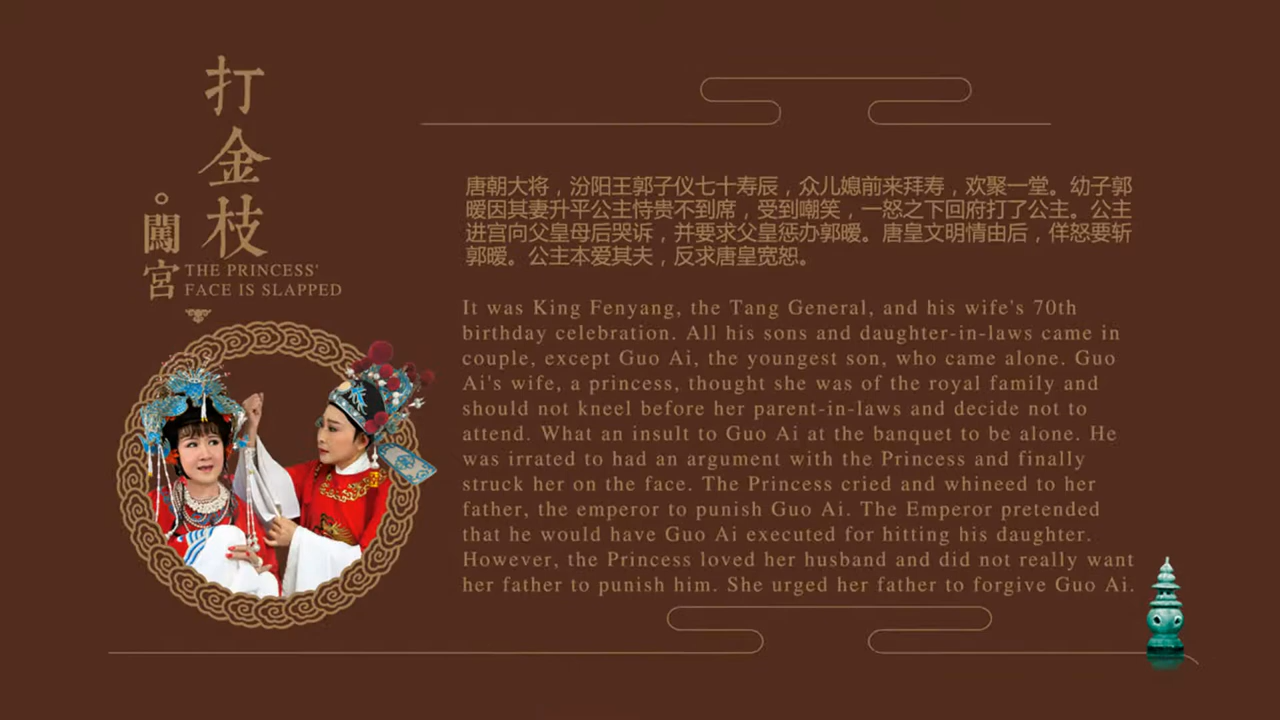 打金枝
。闖宮
THE PRINCESS'
FACE IS SLAPPED
唐朝大将，汾阳王郭子仪七十寿辰，众儿媳前来拜寿，欢聚一堂。幼子郭
暧因其妻升平公主恃贵不到席，受到嘲笑，一怒之下回府打了公主。公主
进宫向父皇母后哭诉，并要求父皇惩办郭暧。唐皇文明情由后，佯怒要斩
郭暧。公主本爱其夫，反求唐皇宽恕。
It was King Fenyang, the Tang General, and his wife's 70th
birthday celebration. All his sons and daughter-in-laws came in
couple, except Guo Ai, the youngest son, who came alone. Guo
Ai's wife, a princess, thought she was of the royal family and
should not kneel before her parent-in-laws and decide not to
attend. What an insult to Guo Ai at the banquet to be alone. He
was irrated to had an argument with the Princess and finally
struck her on the face. The Princess cried and whineed to her
father, the emperor to punish Guo Ai. The Emperor pretended
that he would have Guo Ai executed for hitting his daughter.
However, the Princess loved her husband and did not really want
her father to punish him. She urged her father to forgive Guo Ai.